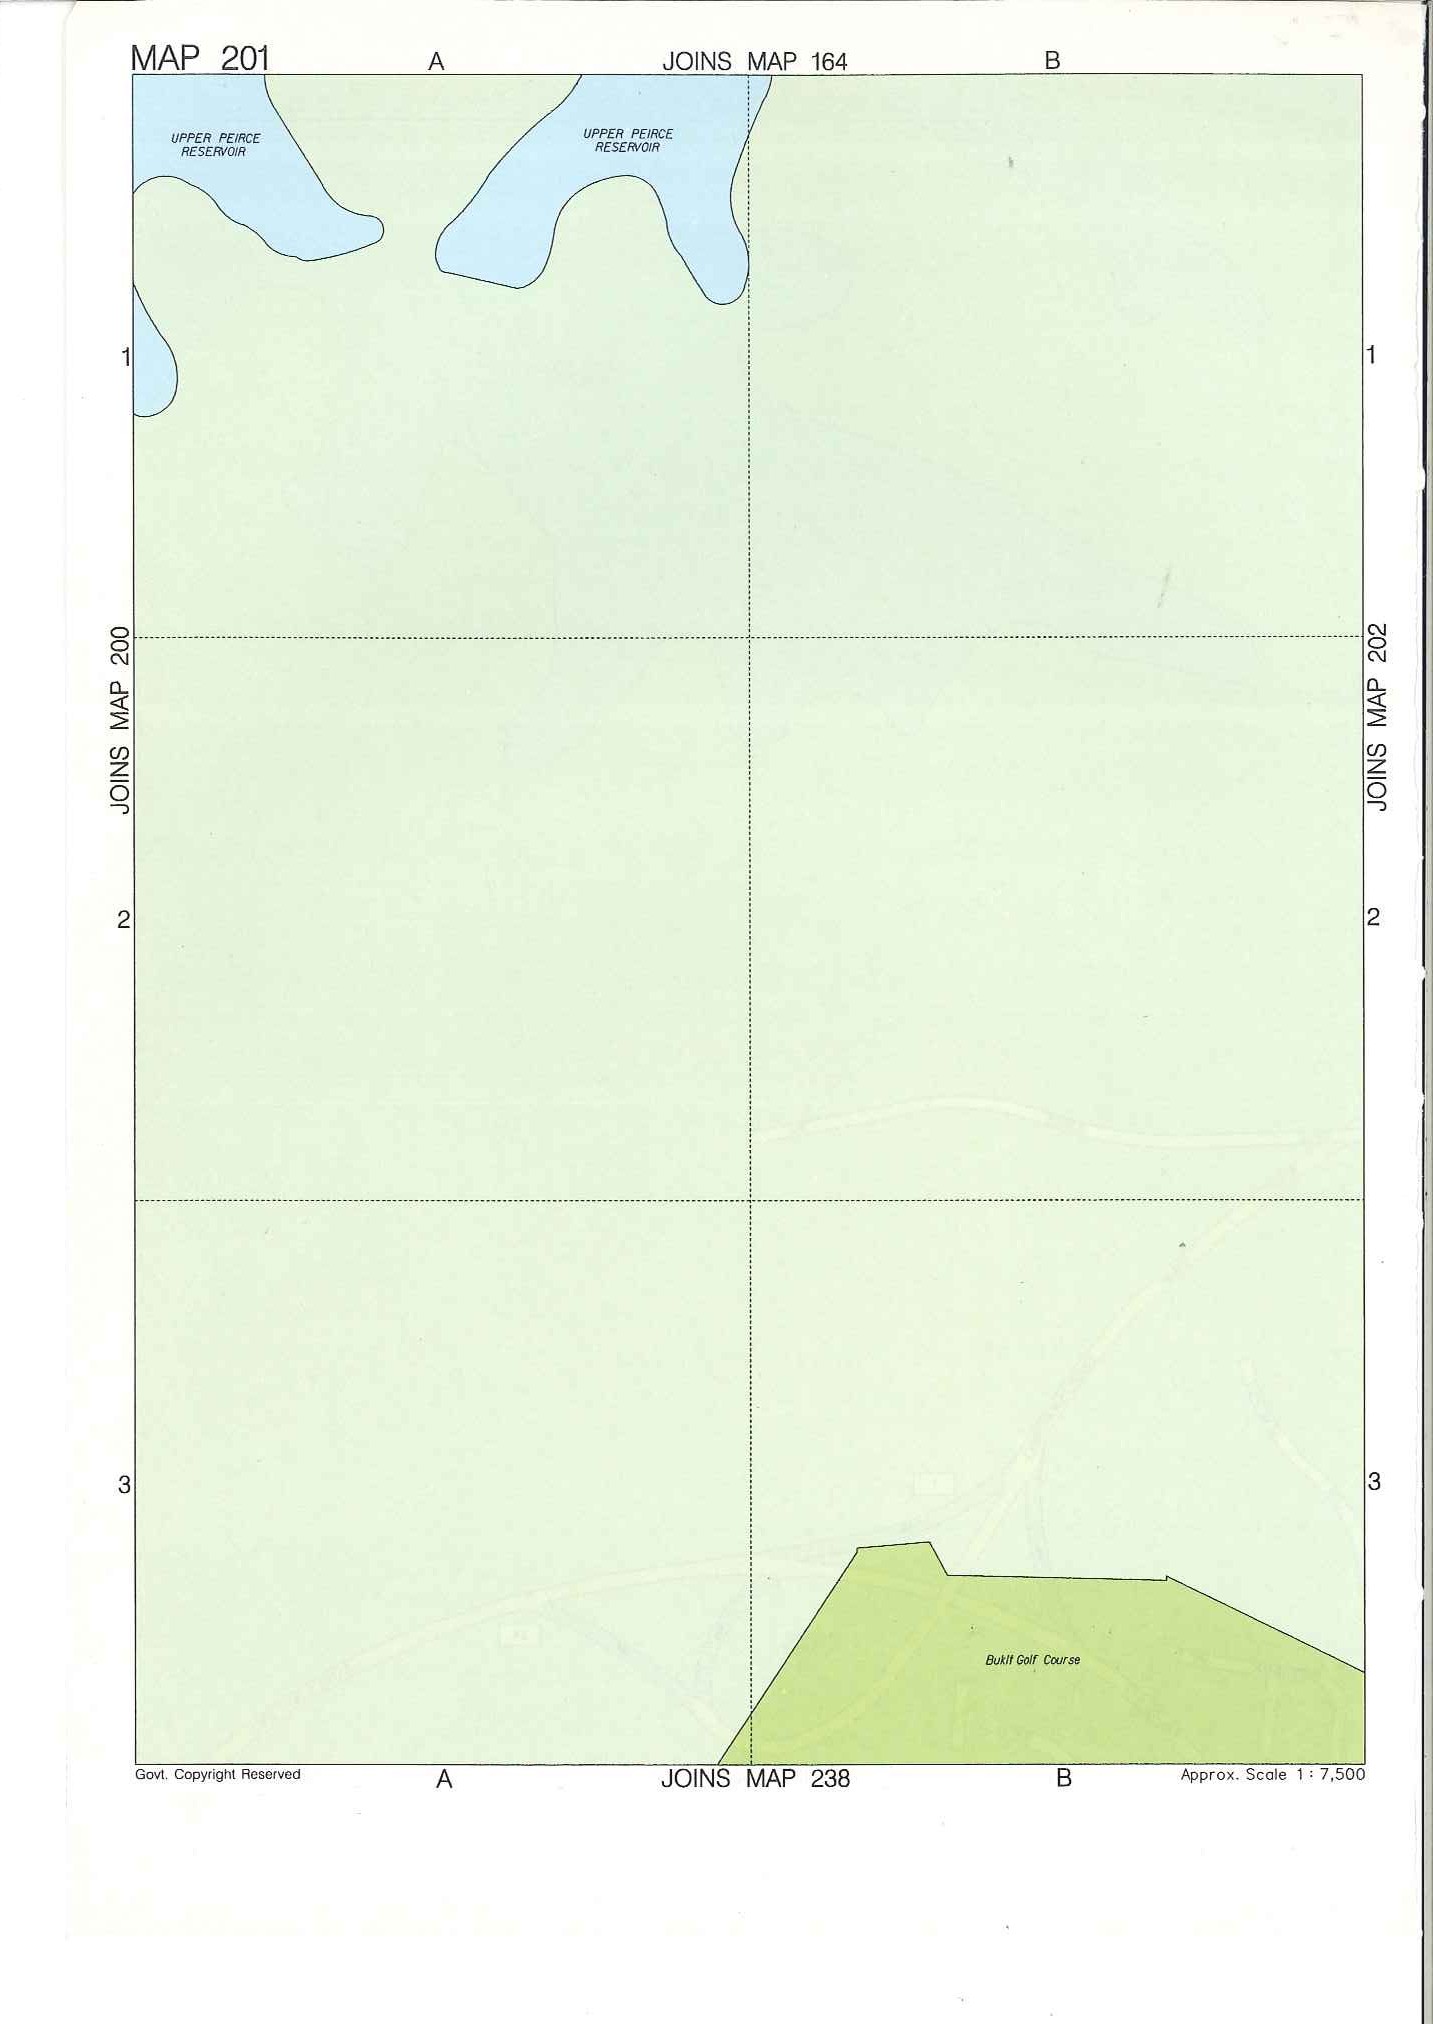 MAP 201
A
JOINS MAP 164
B
UPPER PEIRCE
RESERVOIR
UPPER PEIRCE
RESERVOIR
1
1
JOINS MAP 200
JOINS MAP 202
2
2
3
3
Bukit Golf Course
Govt. Copyright Reserved
A
JOINS MAP 238
B
Approx. Scale 1 : 7,500